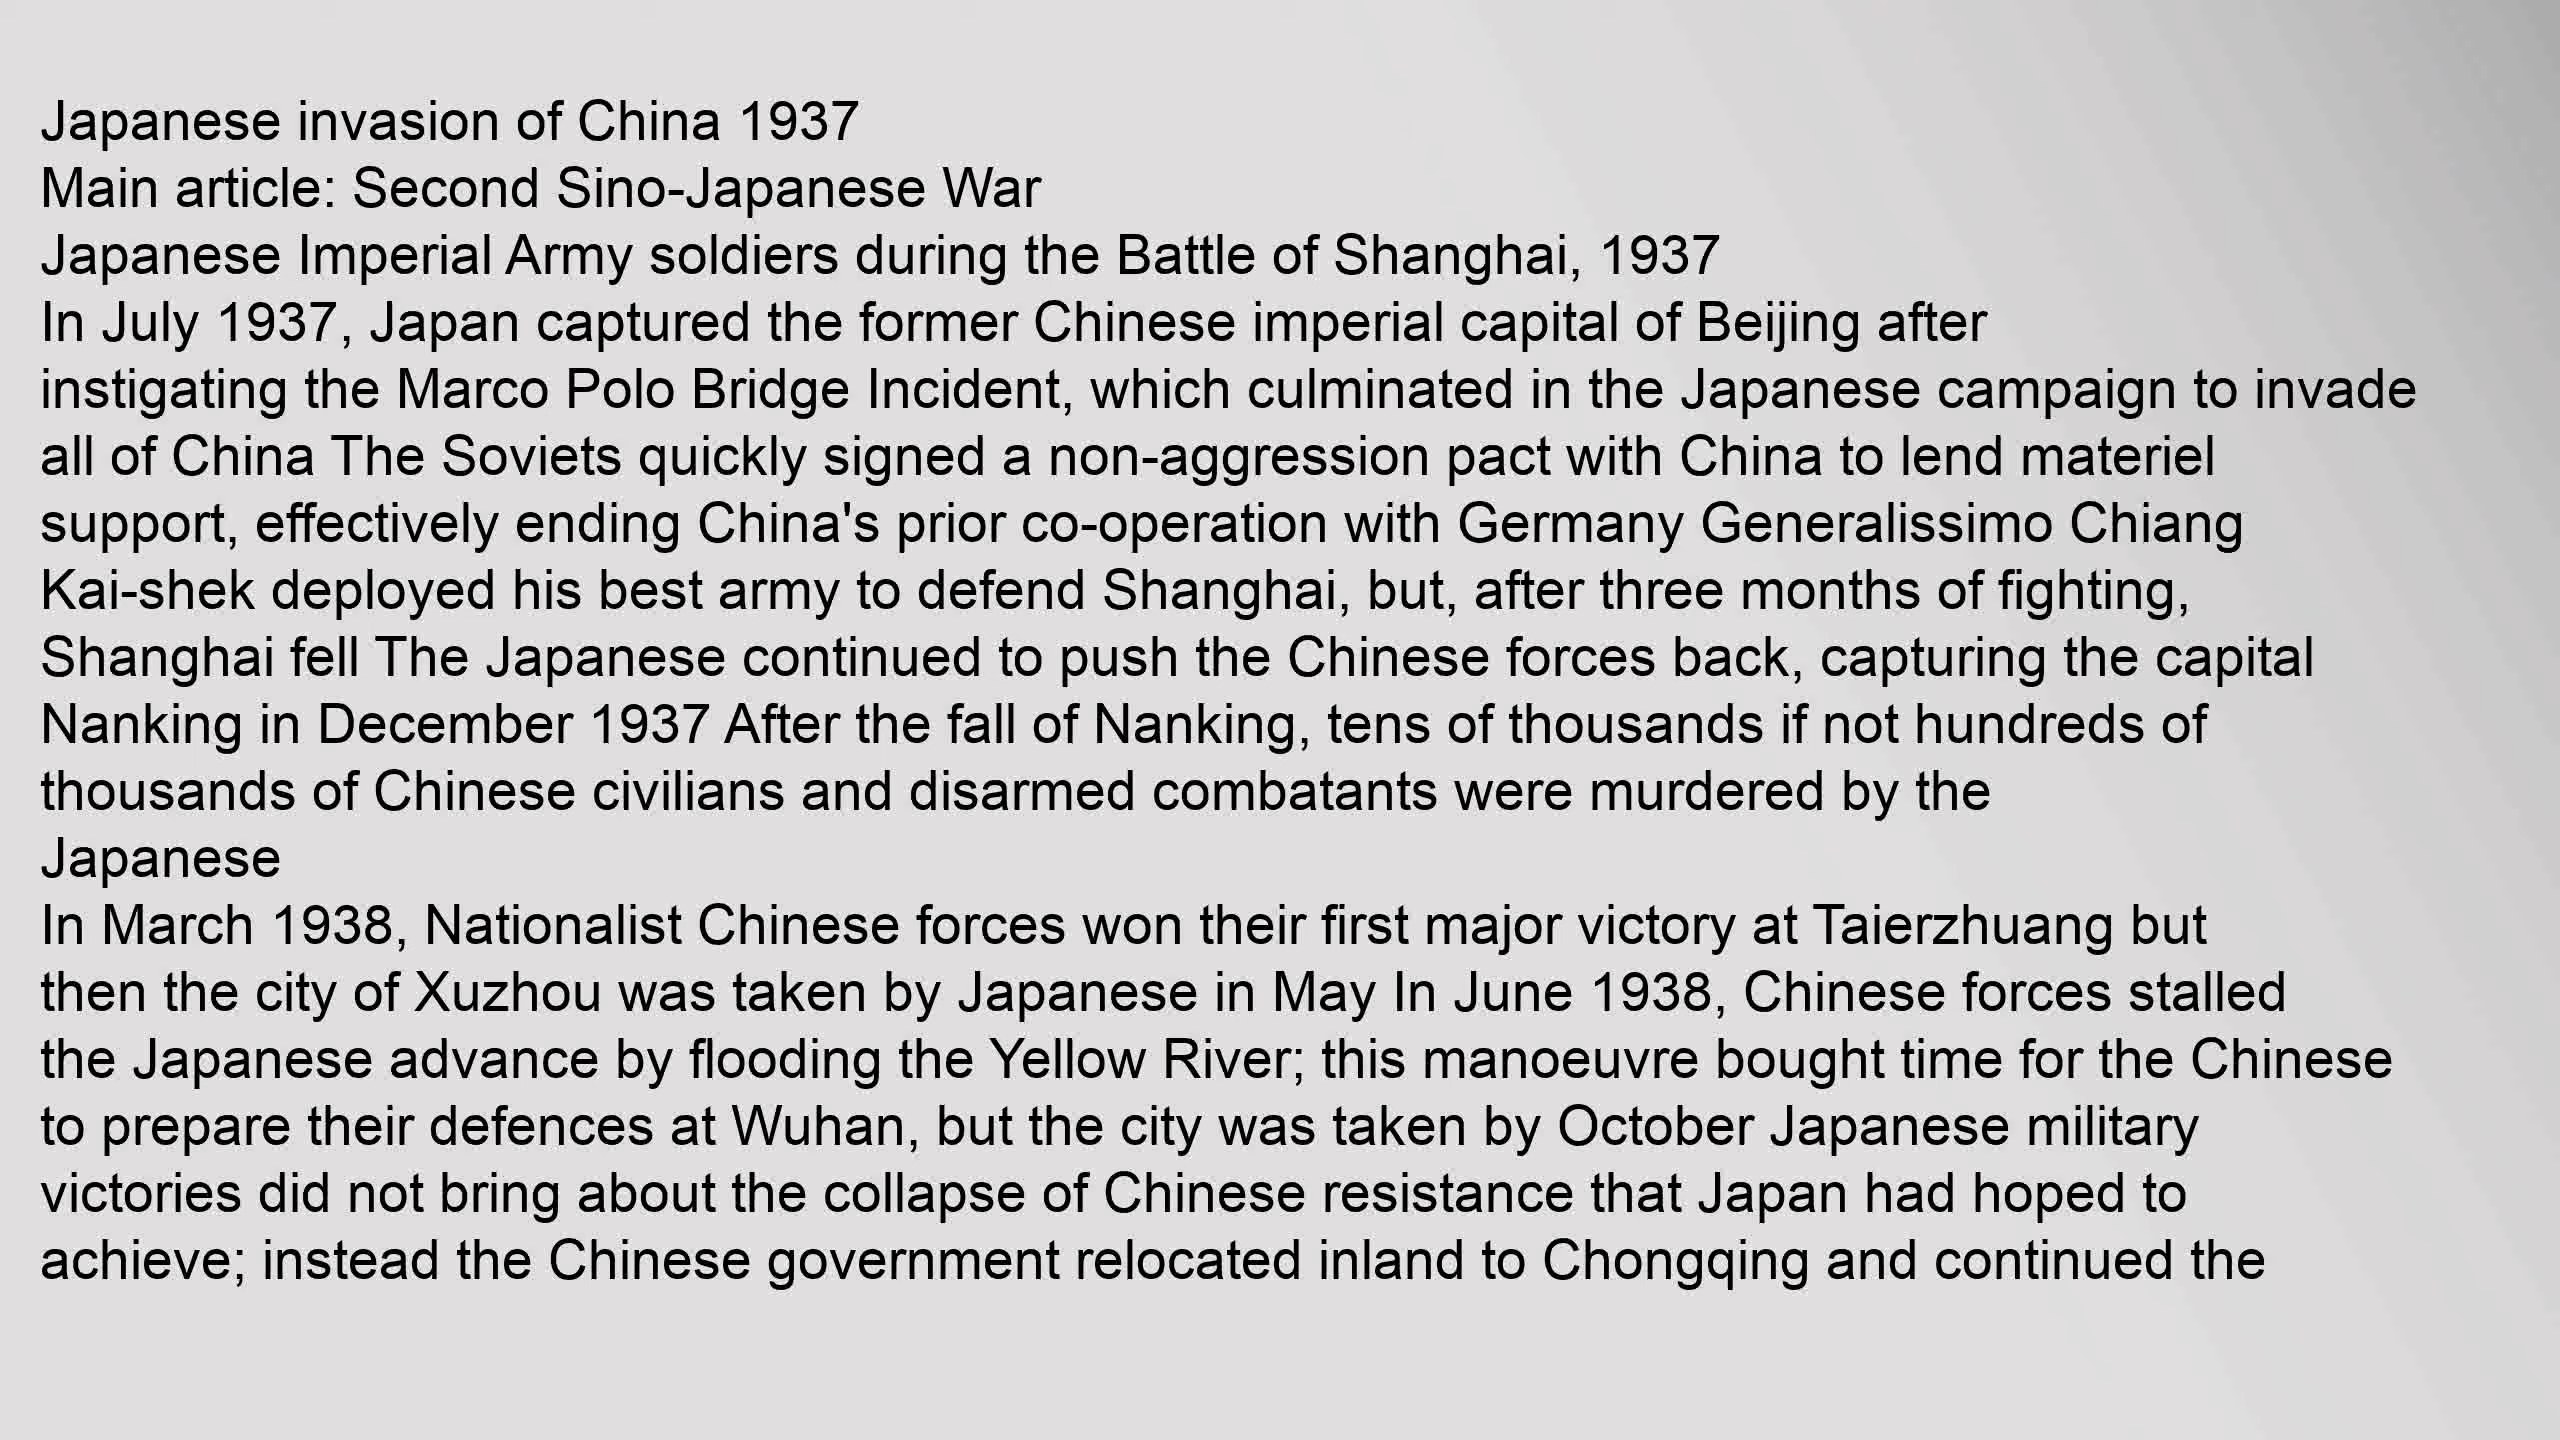 Japanese invasion of China 1937
Main article: Second Sino-Japanese War
Japanese Imperial Army soldiers during the Battle of Shanghai, 1937
In July 1937, Japan captured the former Chinese imperial capital of Beijing after
instigating the Marco Polo Bridge Incident, which culminated in the Japanese campaign to invade
all of China The Soviets quickly signed a non-aggression pact with China to lend materiel
support, effectively ending China's prior co-operation with Germany Generalissimo Chiang
Kai-shek deployed his best army to defend Shanghai, but, after three months of fighting,
Shanghai fell The Japanese continued to push the Chinese forces back, capturing the capital
Nanking in December 1937 After the fall of Nanking, tens of thousands if not hundreds of
thousands of Chinese civilians and disarmed combatants were murdered by the
Japanese
In March 1938, Nationalist Chinese forces won their first major victory at Taierzhuang but
then the city of Xuzhou was taken by Japanese in May In June 1938, Chinese forces stalled
the Japanese advance by flooding the Yellow River; this manoeuvre bought time for the Chinese
to prepare their defences at Wuhan, but the city was taken by October Japanese military
victories did not bring about the collapse of Chinese resistance that Japan had hoped to
achieve; instead the Chinese government relocated inland to Chongqing and continued the